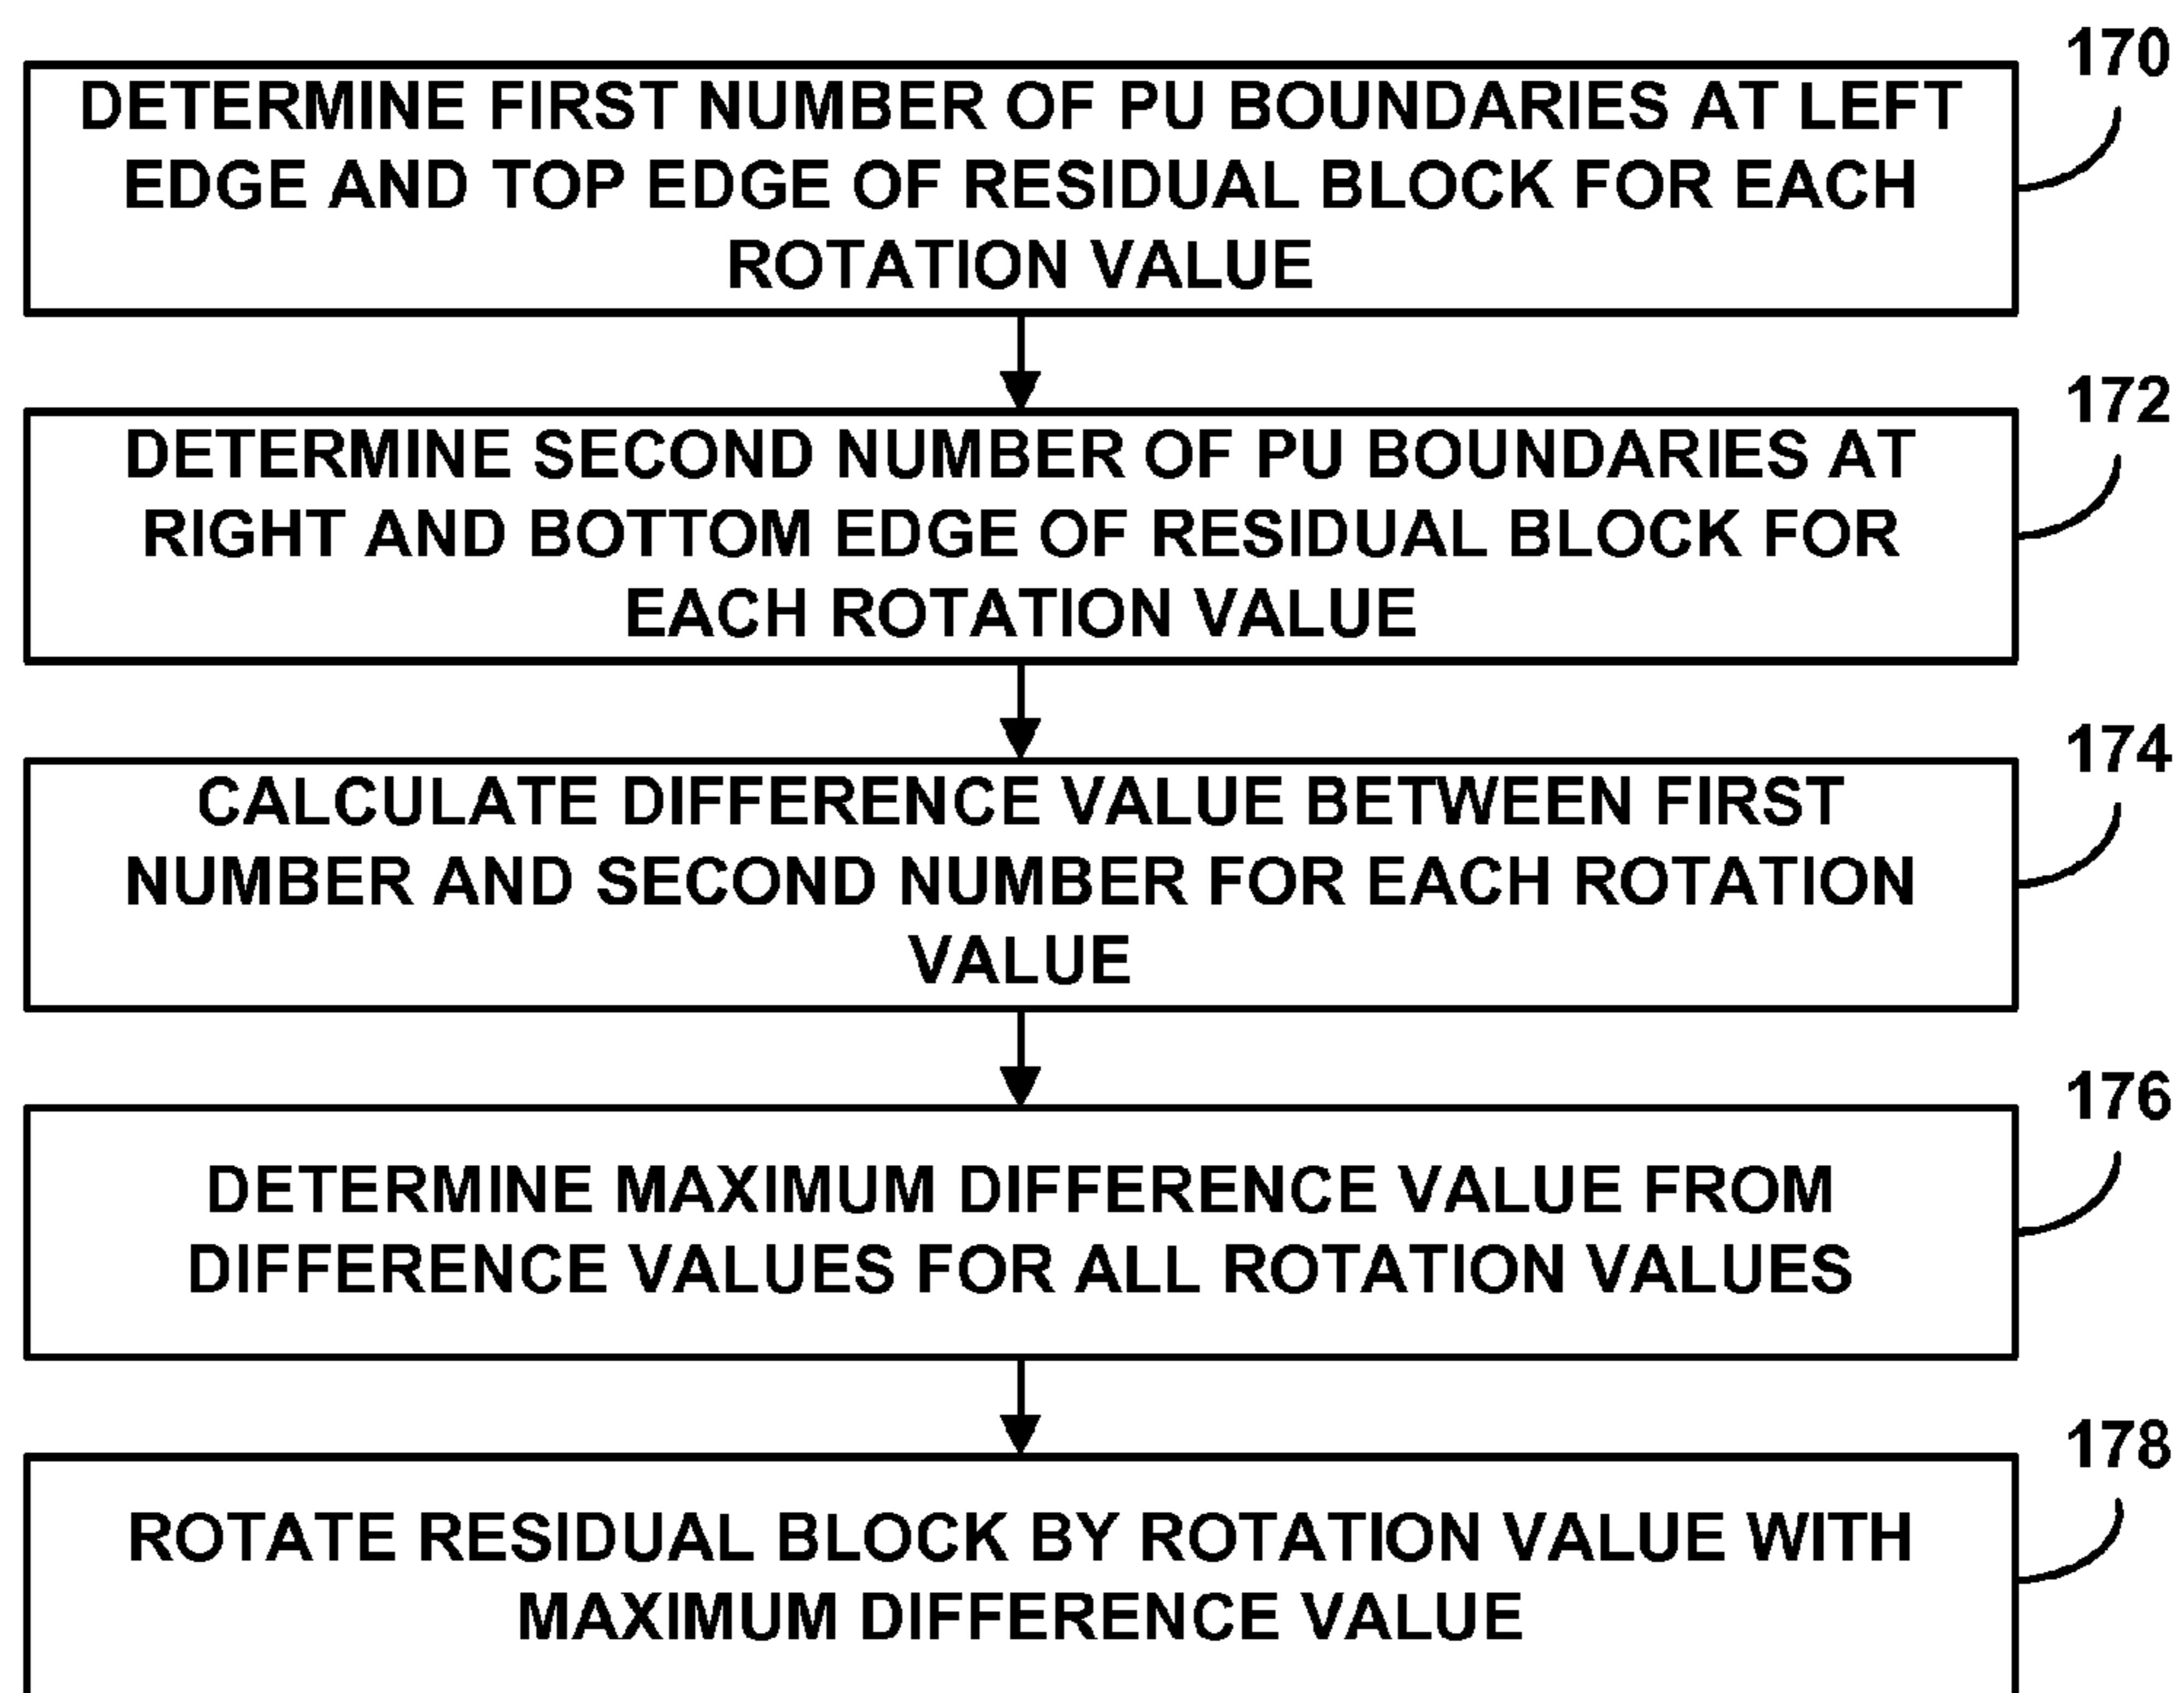 170
DETERMINE FIRST NUMBER OF PU BOUNDARIES AT LEFT
EDGE AND TOP EDGE OF RESIDUAL BLOCK FOR EACH
ROTATION VALUE
172
DETERMINE SECOND NUMBER OF PU BOUNDARIES AT
RIGHT AND BOTTOM EDGE OF RESIDUAL BLOCK FOR
EACH ROTATION VALUE
174
CALCULATE DIFFERENCE VALUE BETWEEN FIRST
NUMBER AND SECOND NUMBER FOR EACH ROTATION
VALUE
176
DETERMINE MAXIMUM DIFFERENCE VALUE FROM
DIFFERENCE VALUES FOR ALL ROTATION VALUES
178
ROTATE RESIDUAL BLOCK BY ROTATION VALUE WITH
MAXIMUM DIFFERENCE VALUE